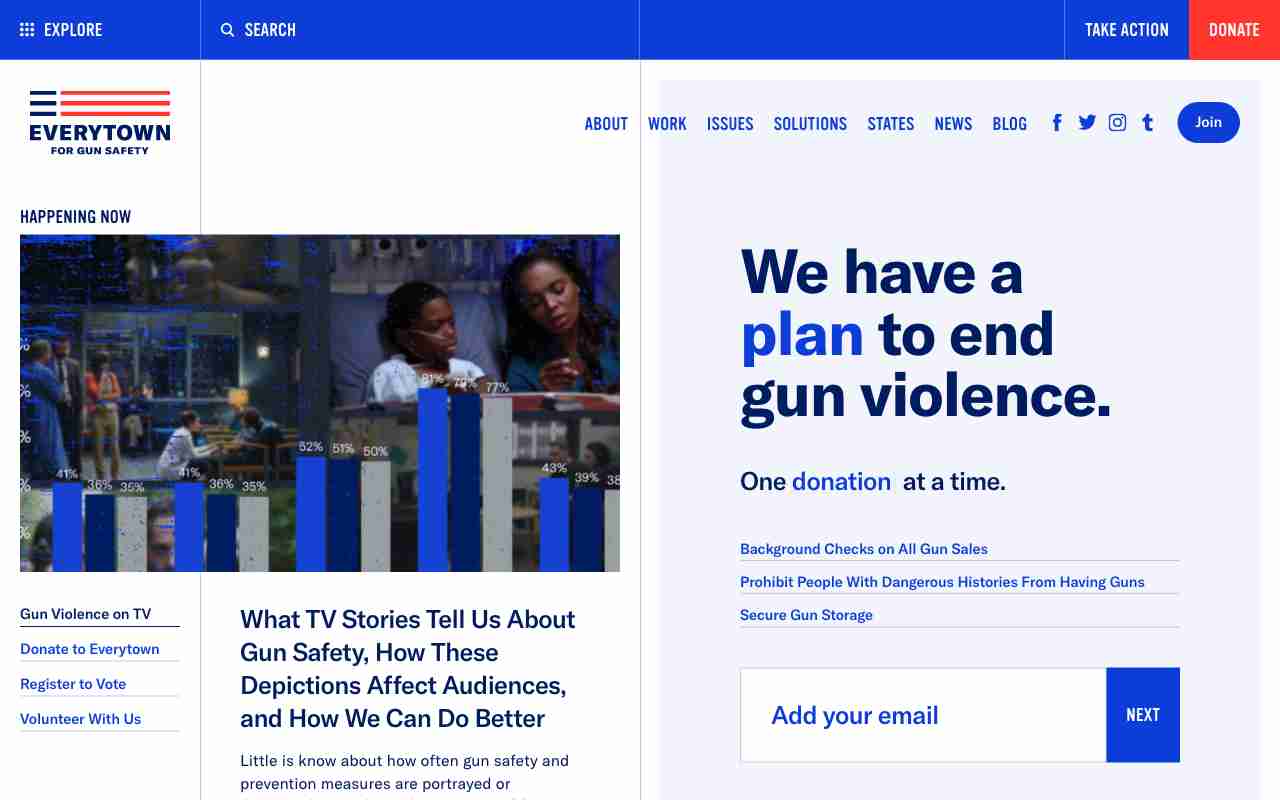 EXPLORE
SEARCH
TAKE ACTION
DONATE
EVERYTOWN
FOR GUN SAFETY
ABOUT
WORK
ISSUES
SOLUTIONS
STATES
NEWS
BLOG
Join
HAPPENING NOW
41%
36%
35%
41%
36%
35%
52%
51%
50%
81%
79%
77%
43%
39%
Gun Violence on TV
Donate to Everytown
Register to Vote
Volunteer With Us
What TV Stories Tell Us About
Gun Safety, How These
Depictions Affect Audiences,
and How We Can Do Better
Little is know about how often gun safety and
prevention measures are portrayed or
We have a
plan to end
gun violence.
One donation at a time.
Background Checks on All Gun Sales
Prohibit People With Dangerous Histories From Having Guns
Secure Gun Storage
Add your email
NEXT